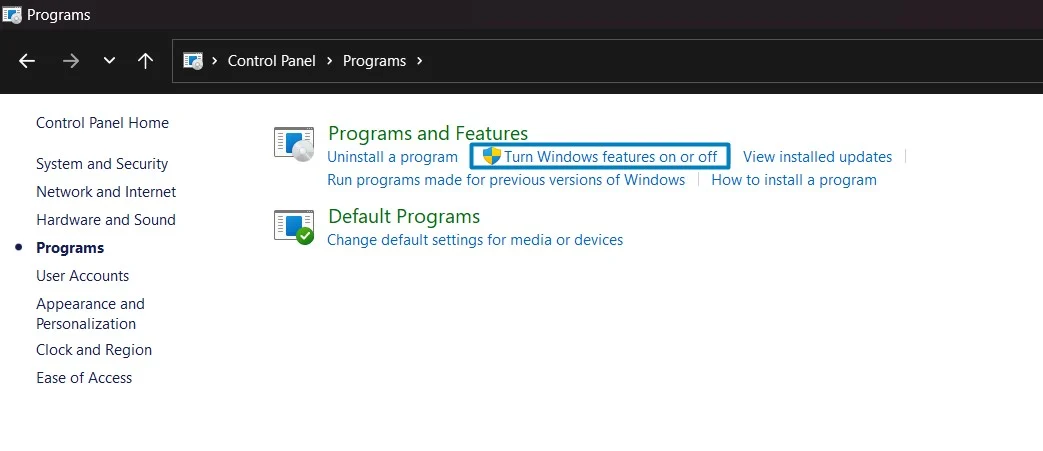 Programs
Control Panel > Programs >
Control Panel Home
System and Security
Network and Internet
Hardware and Sound
Programs
User Accounts
Appearance and
Personalization
Clock and Region
Ease of Access
Programs and Features
Uninstall a program Turn Windows features on or off View installed updates
Run programs made for previous versions of Windows How to install a program
Default Programs
Change default settings for media or devices